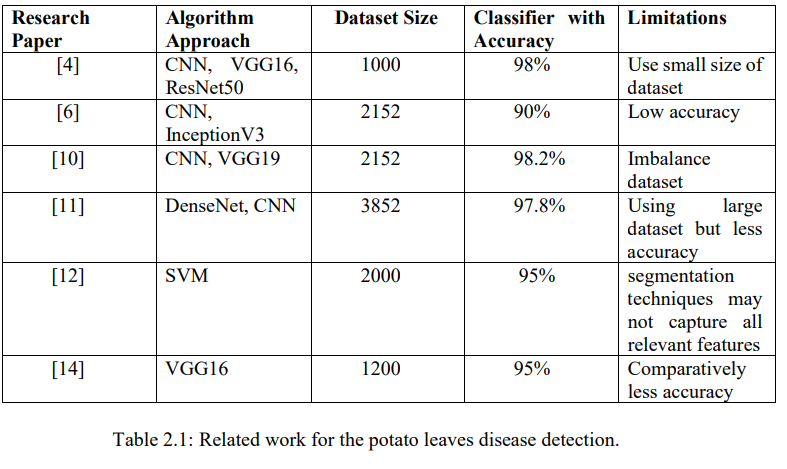 Research Paper | Algorithm Approach | Dataset Size | Classifier with Accuracy | Limitations
[4] | CNN, VGG16, ResNet50 | 1000 | 98% | Use small size of dataset
[6] | CNN, InceptionV3 | 2152 | 90% | Low accuracy
[10] | CNN, VGG19 | 2152 | 98.2% | Imbalance dataset
[11] | DenseNet, CNN | 3852 | 97.8% | Using large dataset but less accuracy
[12] | SVM | 2000 | 95% | segmentation techniques may not capture all relevant features
[14] | VGG16 | 1200 | 95% | Comparatively less accuracy
Table 2.1: Related work for the potato leaves disease detection.